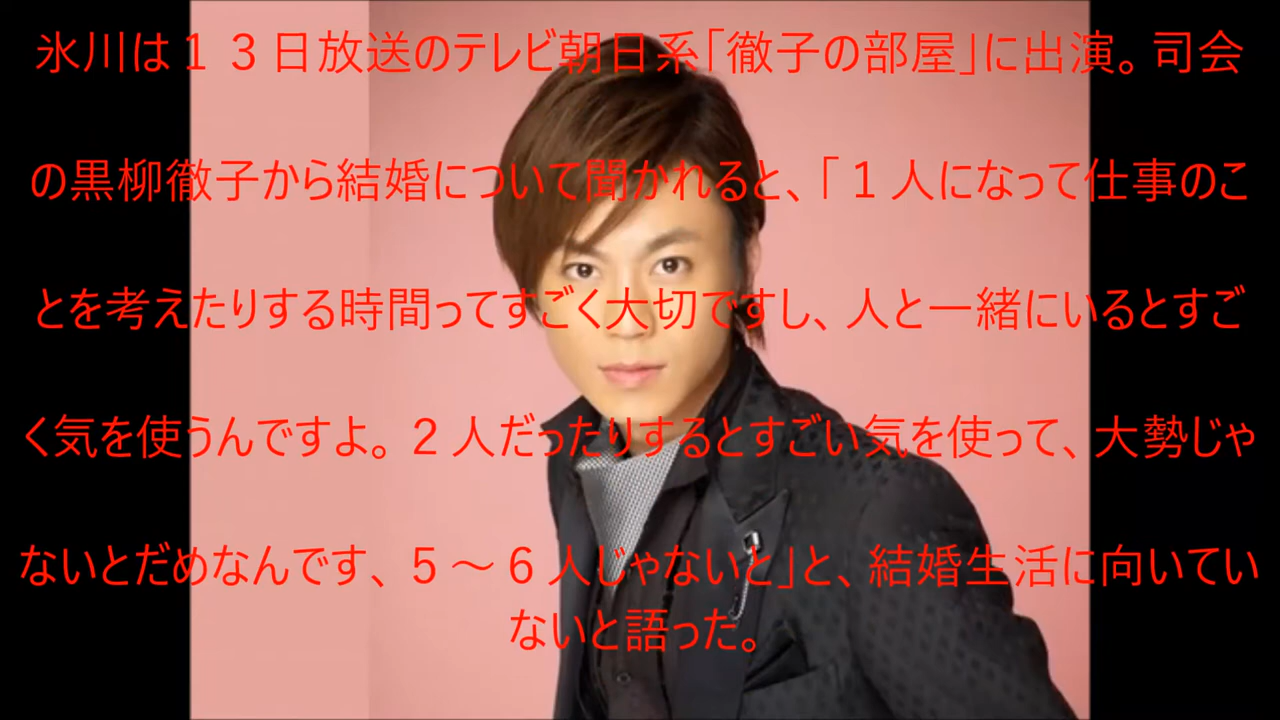 氷川は１３日放送のテレビ朝日系「徹子の部屋」に出演。司会
の黒柳徹子から結婚について聞かれると、「１人になって仕事のこ
とを考えたりする時間ってすごく大切ですし、人と一緒にいるとすご
く気を使うんですよ。２人だったりするとすごい気を使って、大勢じゃ
ないとだめなんです、５～６人じゃないと」と、結婚生活に向いてい
ないと語った。